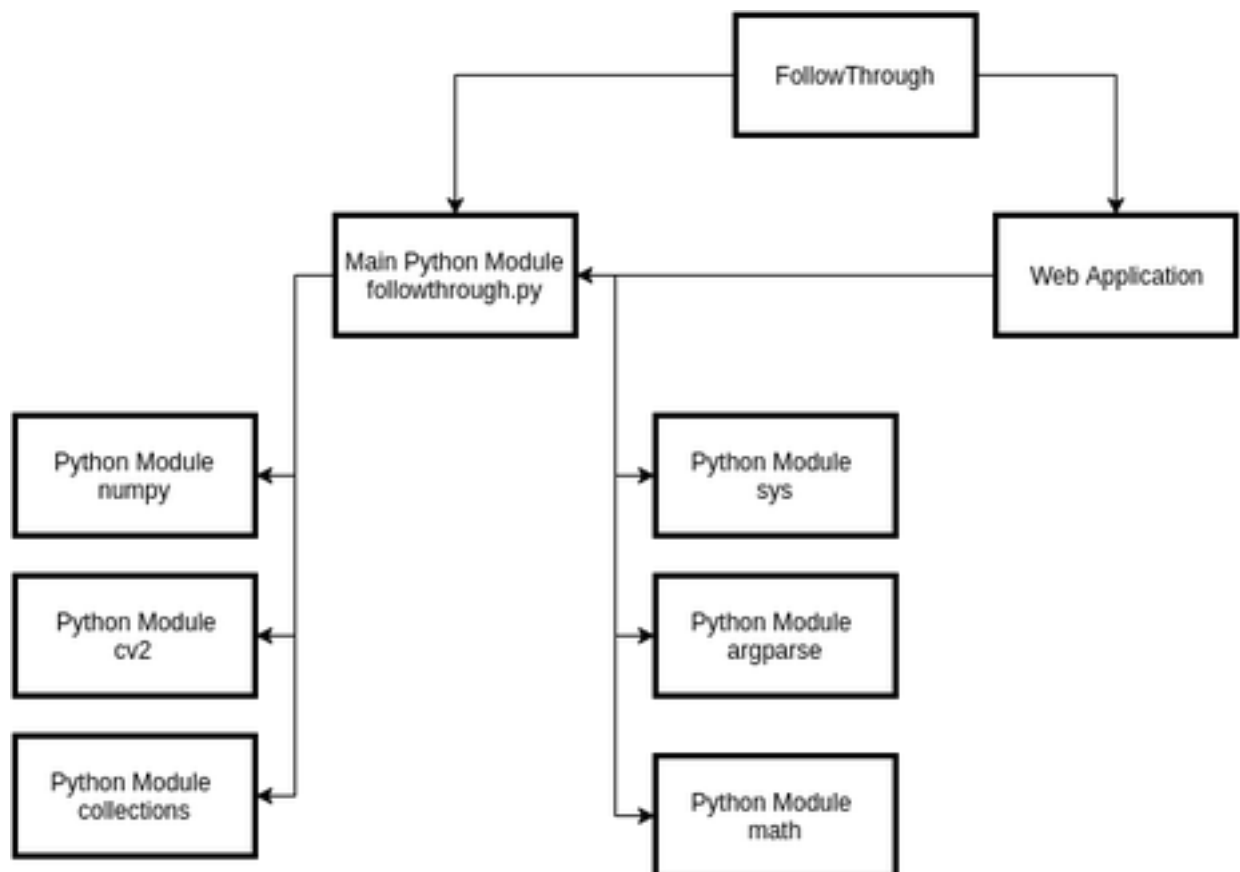 FollowThrough
Main Python Module
followthrough.py
Web Application
Python Module
numpy
Python Module
sys
Python Module
cv2
Python Module
argparse
Python Module
collections
Python Module
math